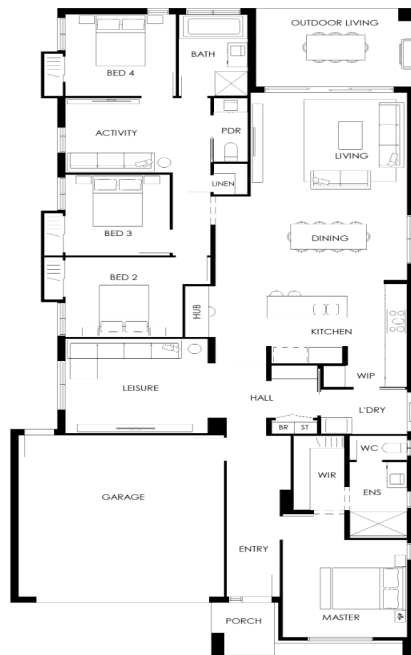 OUTDOOR LIVING
BATH
BED 4
ACTIVITY
PDR
LIVING
LINEN
BED 3
DINING
BED 2
HUB
KITCHEN
LEISURE
WIP
HALL
L'DRY
BR
ST
WC
WIR
ENS
GARAGE
ENTRY
MASTER
PORCH